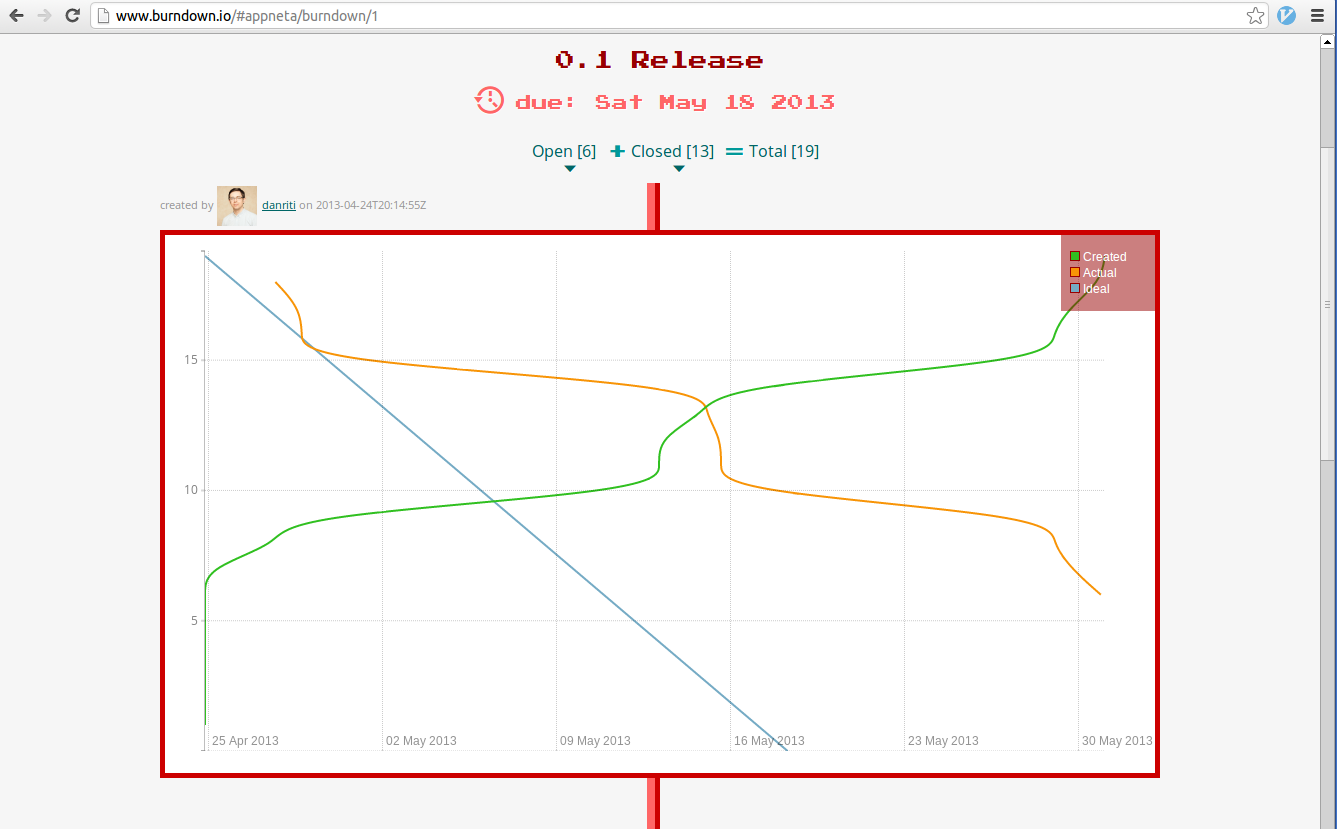 www.burndown.io/#appneta/burndown/1
0.1 Release
due: Sat May 18 2013
Open [6] + Closed [13] = Total [19]
created by danriti on 2013-04-24T20:14:55Z
Created
Actual
Ideal
15
10
5
25 Apr 2013 02 May 2013 09 May 2013 16 May 2013 23 May 2013 30 May 2013